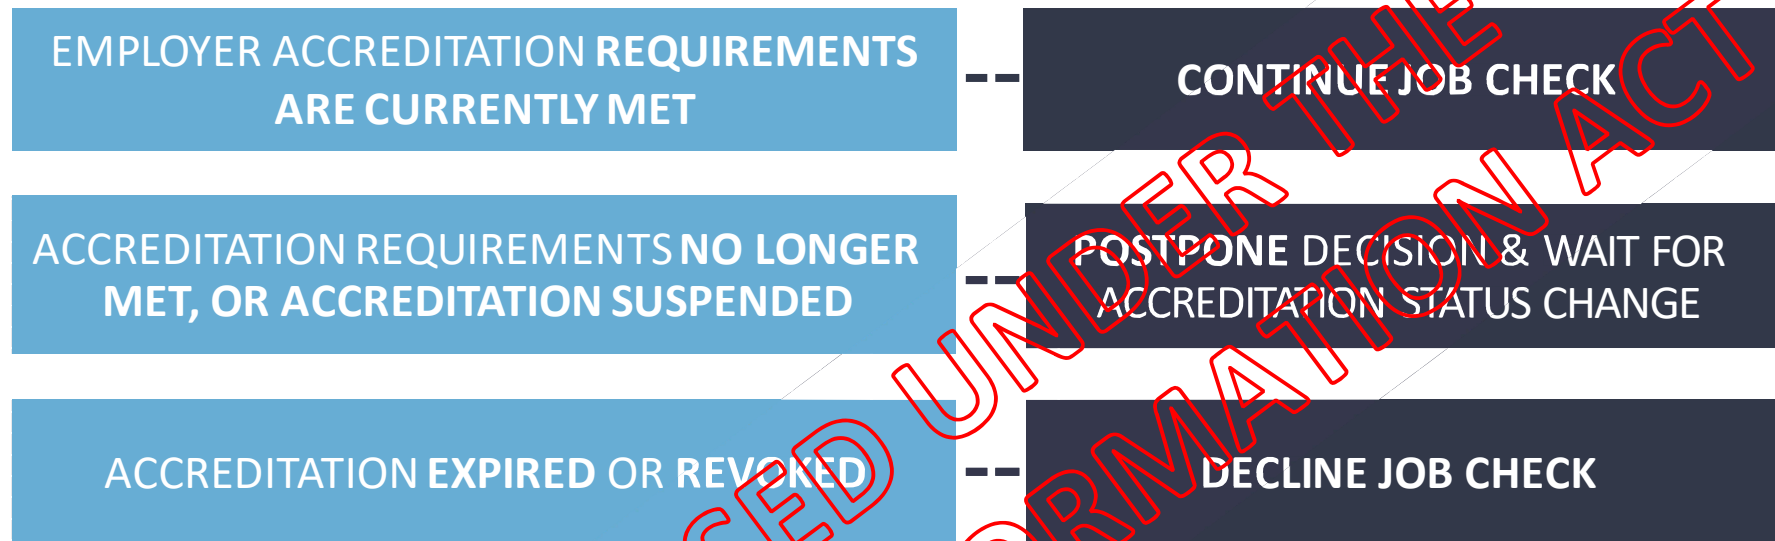 EMPLOYER ACCREDITATION REQUIREMENTS
ARE CURRENTLY MET
CONTINUE JOB CHECK
ACCREDITATION REQUIREMENTS NO LONGER
MET, OR ACCREDITATION SUSPENDED
POSTPONE DECISION & WAIT FOR
ACCREDITATION STATUS CHANGE
ACCREDITATION EXPIRED OR REVOKED
DECLINE JOB CHECK
UNDER THE
ACT